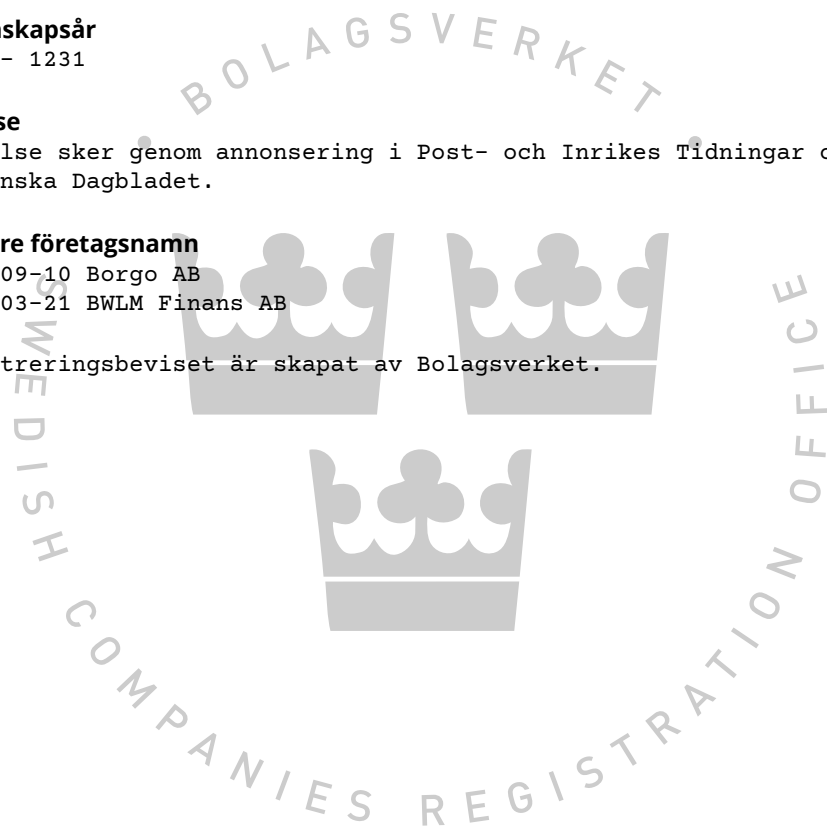 nskapsår
- 1231
se
lse sker genom annonsering i Post- och Inrikes Tidningar o
nska Dagbladet.
re företagsnamn
09-10 Borgo AB
03-21 BWLM Finans AB
treringsbeviset är skapat av Bolagsverket.
· BOLAGSVERKET ·
SWEDISH COMPANIES REGISTRATION OFFICE